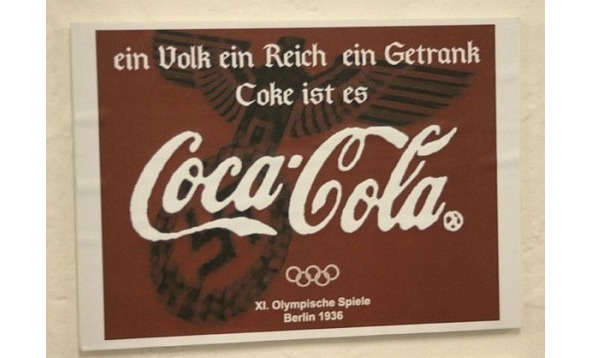 ein Volk ein Reich ein Getrank
Coke ist es
Coca-Cola
XI. Olympische Spiele
Berlin 1936